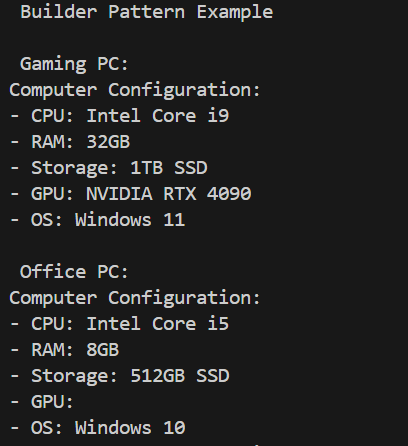 Builder Pattern Example
Gaming PC:
Computer Configuration:
- CPU: Intel Core i9
- RAM: 32GB
- Storage: 1TB SSD
- GPU: NVIDIA RTX 4090
- OS: Windows 11
Office PC:
Computer Configuration:
- CPU: Intel Core i5
- RAM: 8GB
- Storage: 512GB SSD
- GPU:
- OS: Windows 10